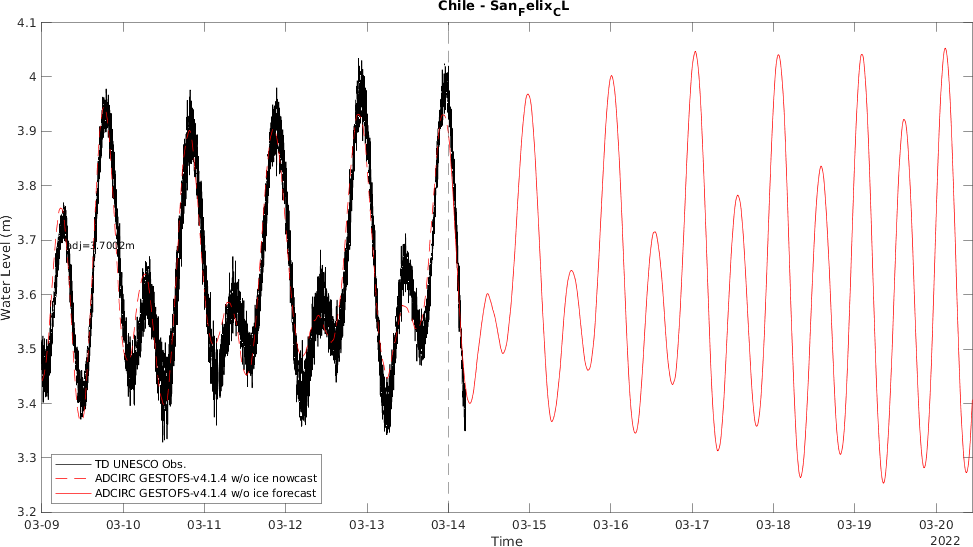 Chile - SanFelixCL
4.1
4
3.9
3.8
3.7
3.6
3.5
3.4
3.3
3.2
Water Level (m)
adj=3.7002m
TD UNESCO Obs.
ADCIRC GESTOFS-v4.1.4 w/o ice nowcast
ADCIRC GESTOFS-v4.1.4 w/o ice forecast
03-09 03-10 03-11 03-12 03-13 03-14 03-15 03-16 03-17 03-18 03-19 03-20
Time
2022